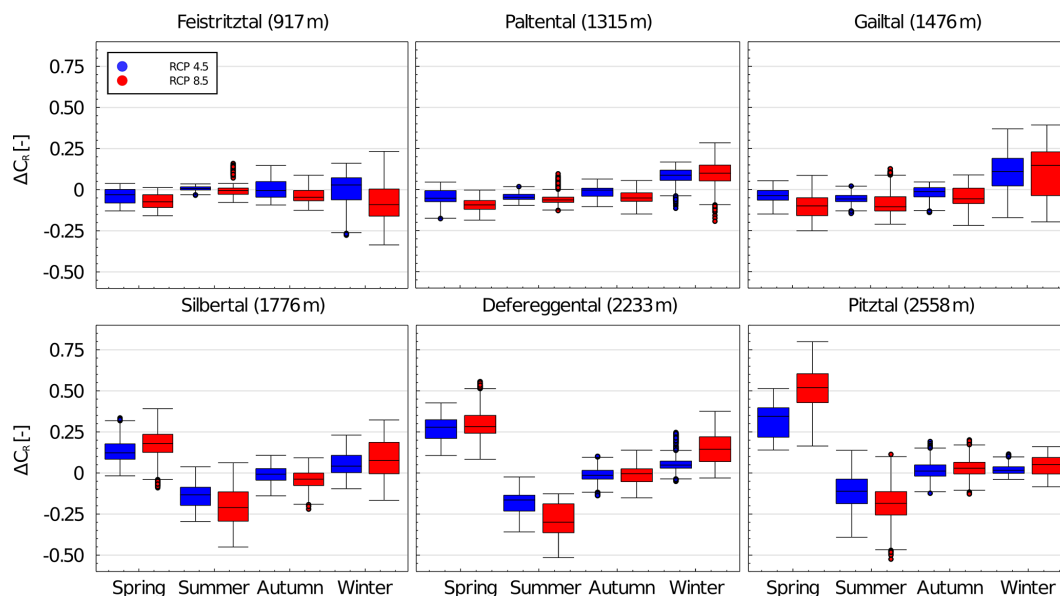 Feistritztal (917 m) Paltental (1315 m) Gailtal (1476 m)
RCP 4.5
RCP 8.5
ΔC_R [-]
0.75
0.50
0.25
0
-0.25
-0.50
Silbertal (1776 m) Defereggental (2233 m) Pitztal (2558 m)
ΔC_R [-]
0.75
0.50
0.25
0
-0.25
-0.50
Spring Summer Autumn Winter Spring Summer Autumn Winter Spring Summer Autumn Winter